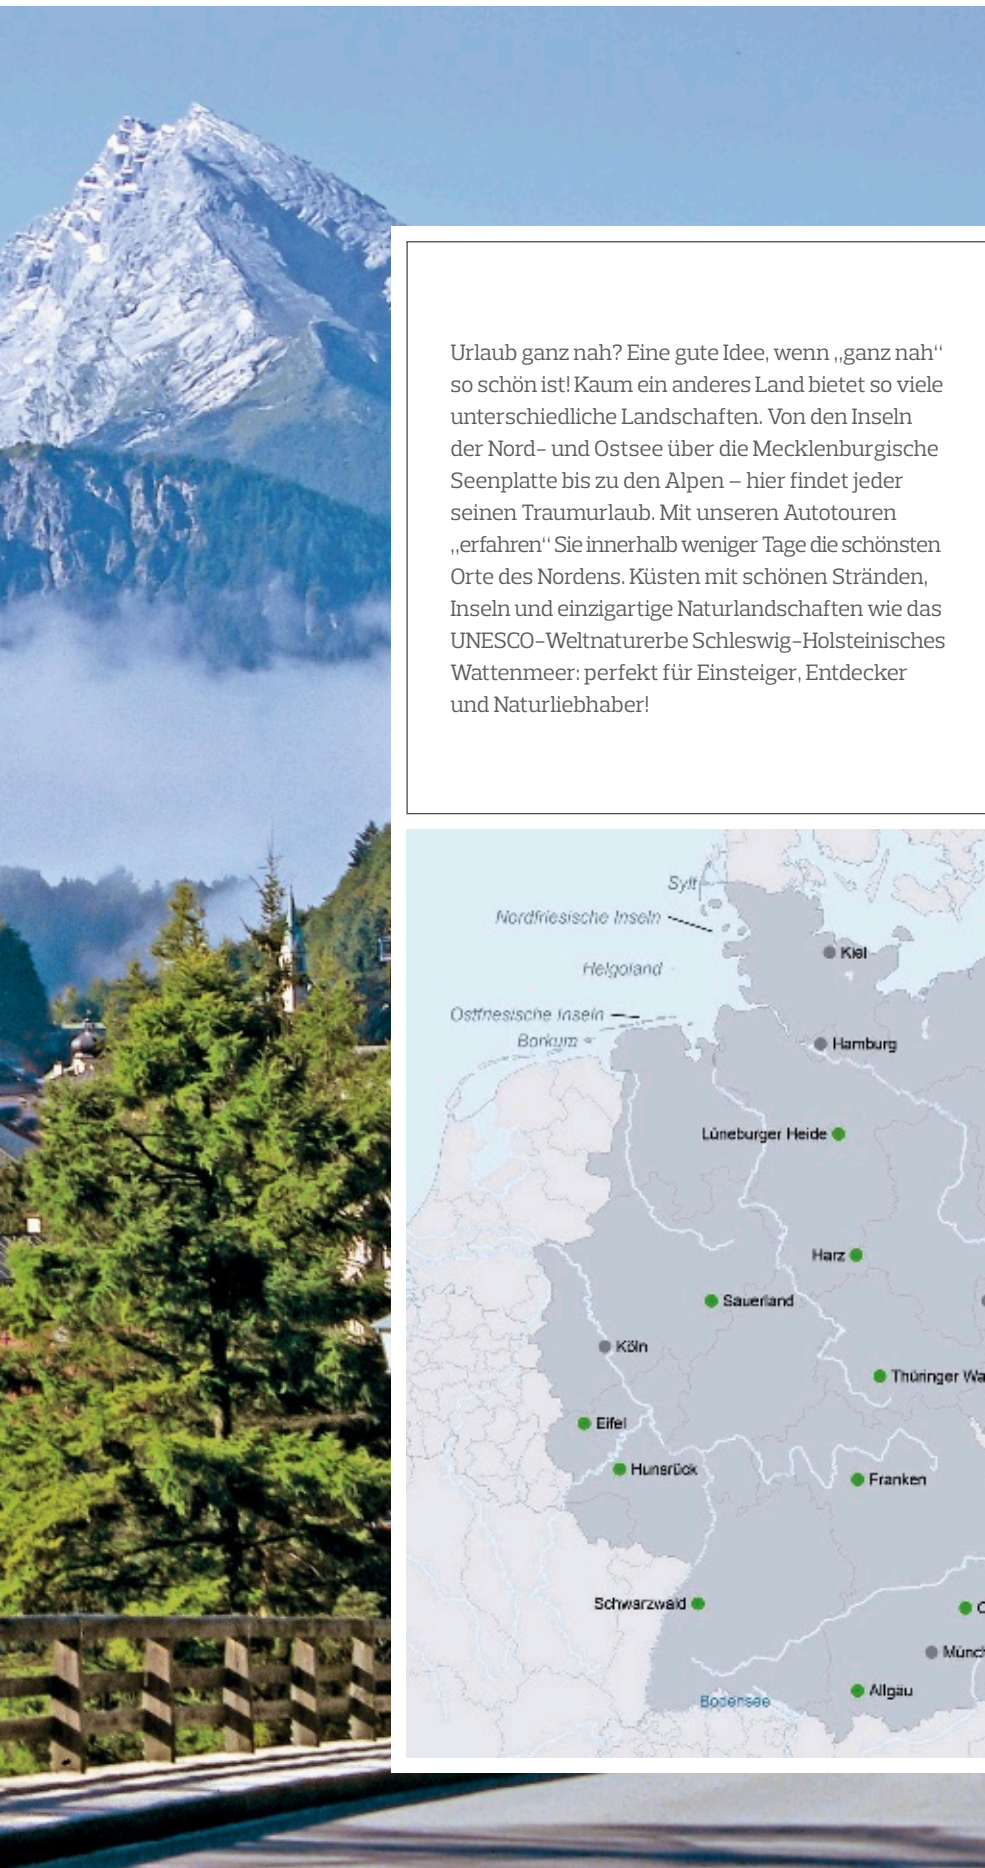 Urlaub ganz nah? Eine gute Idee, wenn „ganz nah“
so schön ist! Kaum ein anderes Land bietet so viele
unterschiedliche Landschaften. Von den Inseln
der Nord- und Ostsee über die Mecklenburgische
Seenplatte bis zu den Alpen – hier findet jeder
seinen Traumurlaub. Mit unseren Autotouren
„erfahren“ Sie innerhalb weniger Tage die schönsten
Orte des Nordens. Küsten mit schönen Stränden,
Inseln und einzigartige Naturlandschaften wie das
UNESCO-Weltnaturerbe Schleswig-Holsteinisches
Wattenmeer: perfekt für Einsteiger, Entdecker
und Naturliebhaber!
Sylt
Nordfriesische Inseln
Kiel
Helgoland
Ostfriesische Inseln
Borkum
Hamburg
Lüneburger Heide
Harz
Sauerland
Köln
Thüringer
Eifel
Hunsrück
Franken
Schwarzwald
Allgäu
Bodensee